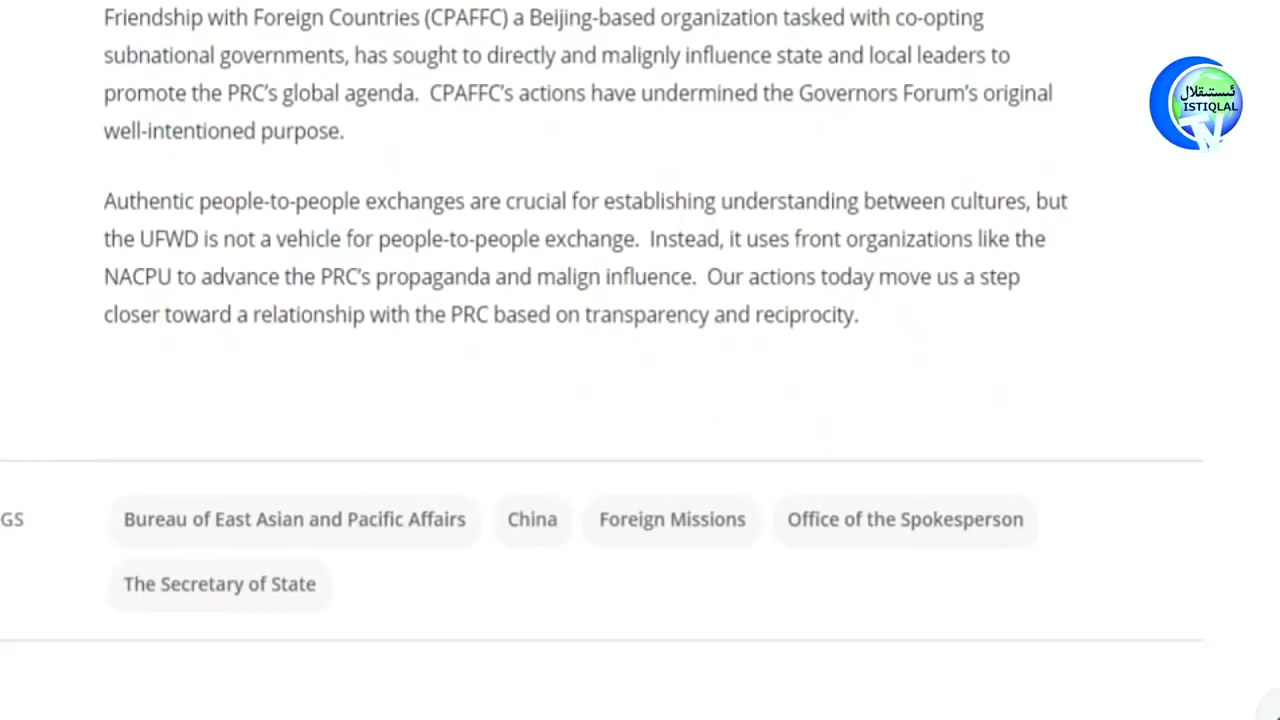 Friendship with Foreign Countries (CPAFFC) a Beijing-based organization tasked with co-opting
subnational governments, has sought to directly and malignly influence state and local leaders to
promote the PRC's global agenda.  CPAFFC's actions have undermined the Governors Forum's original
well-intentioned purpose.
ئىستىقلال
ISTIQLAL
TV
Authentic people-to-people exchanges are crucial for establishing understanding between cultures, but
the UFWD is not a vehicle for people-to-people exchange.  Instead, it uses front organizations like the
NACPU to advance the PRC's propaganda and malign influence.  Our actions today move us a step
closer toward a relationship with the PRC based on transparency and reciprocity.
GS
Bureau of East Asian and Pacific Affairs China Foreign Missions Office of the Spokesperson
The Secretary of State